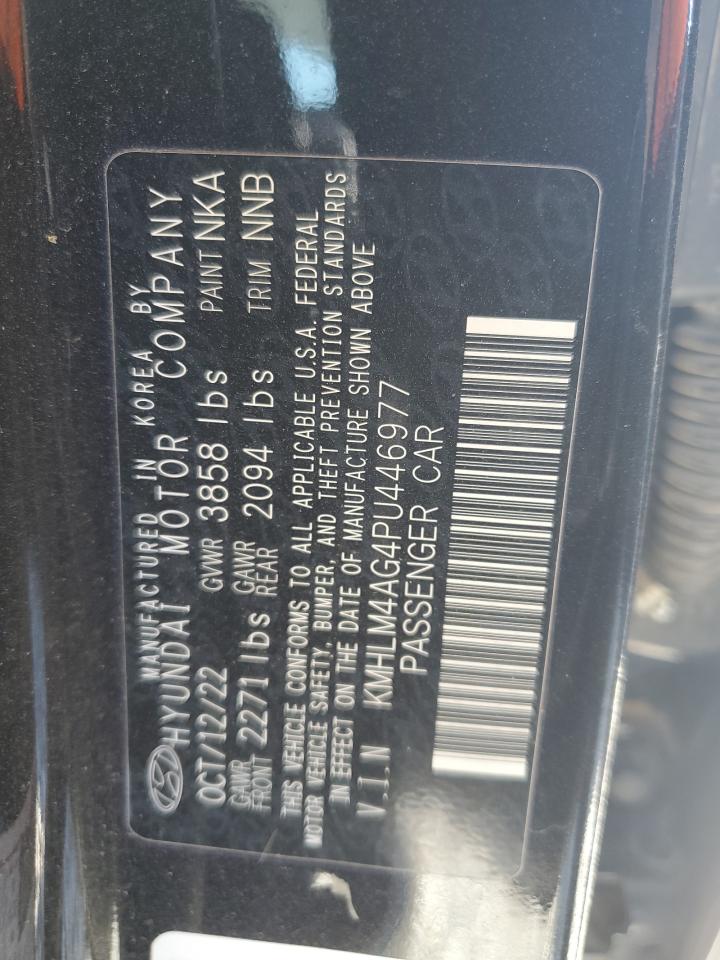 MANUFACTURED IN KOREA BY
HYUNDAI MOTOR COMPANY
OCT/12/22 GVWR 3858 lbs PAINT NKA
GAWR FRONT 2271 lbs GAWR REAR 2094 lbs TRIM NNB
THIS VEHICLE CONFORMS TO ALL APPLICABLE U.S.A. FEDERAL
MOTOR VEHICLE SAFETY, BUMPER, AND THEFT PREVENTION STANDARDS
IN EFFECT ON THE DATE OF MANUFACTURE SHOWN ABOVE
V.I.N KMHLM4AG4PU446977
PASSENGER CAR